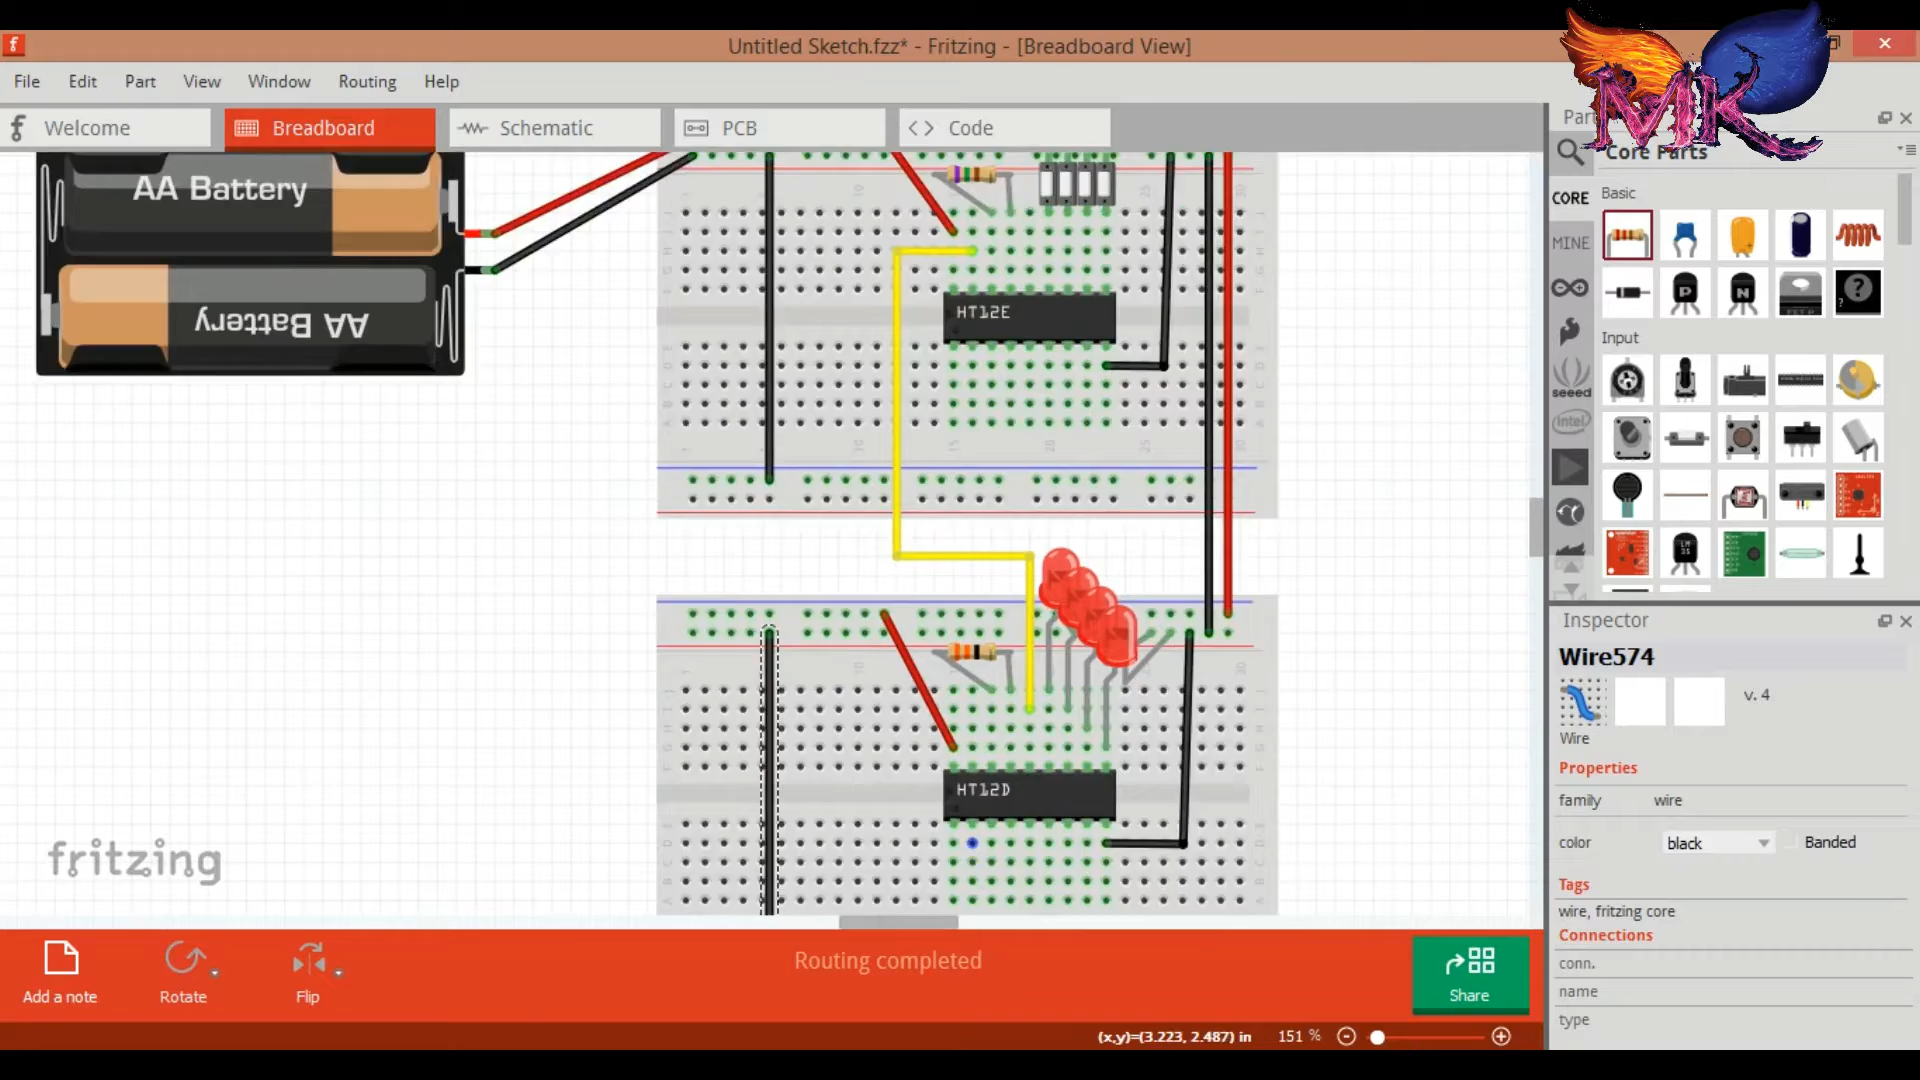 Untitled Sketch.fzz* - Fritzing - [Breadboard View]
File Edit Part View Window Routing Help
MK
Welcome Breadboard Schematic PCB Code
Part
Core Parts
CORE
MINE
seeed
intel
Basic
Input
AA Battery
AA Battery
HT12E
HT12D
fritzing
Inspector
Wire574
v. 4
Wire
Properties
family wire
color black Banded
Tags
wire, fritzing core
Connections
conn.
name
type
Add a note Rotate Flip
Routing completed
Share
(x,y)=(3.223, 2.487) in 151 %